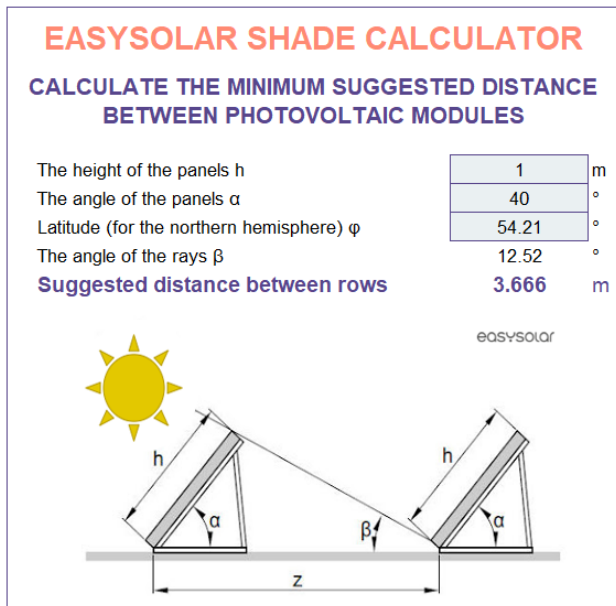 EASYSOLAR SHADE CALCULATOR
CALCULATE THE MINIMUM SUGGESTED DISTANCE
BETWEEN PHOTOVOLTAIC MODULES
The height of the panels h 1 m
The angle of the panels α 40 °
Latitude (for the northern hemisphere) φ 54.21 °
The angle of the rays β 12.52 °
Suggested distance between rows 3.666 m
easysolar
h h
α β α
z